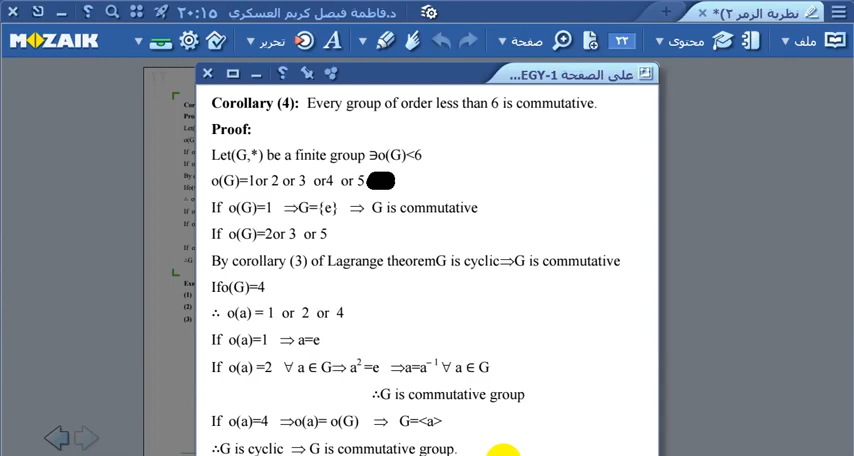 ٢٠:١٥ د.فاطمة فيصل كريم العسكري
نظرية الزمر ٢)*
MOZAIK
تحرير
صفحة
٢٢
محتوى
ملف
على الصفحة EGY-1...
Corollary (4): Every group of order less than 6 is commutative.
Proof:
Let(G,*) be a finite group ∋o(G)<6
o(G)=1or 2 or 3 or4 or 5
If o(G)=1 ⟹G={e} ⟹ G is commutative
If o(G)=2or 3 or 5
By corollary (3) of Lagrange theoremG is cyclic⟹G is commutative
Ifo(G)=4
∴ o(a) = 1 or 2 or 4
If o(a)=1 ⟹ a=e
If o(a) =2 ∀ a ∈ G⟹ a²=e ⟹a=a⁻¹ ∀ a ∈ G
∴G is commutative group
If o(a)=4 ⟹o(a)= o(G) ⟹ G=<a>
∴G is cyclic ⟹ G is commutative group.